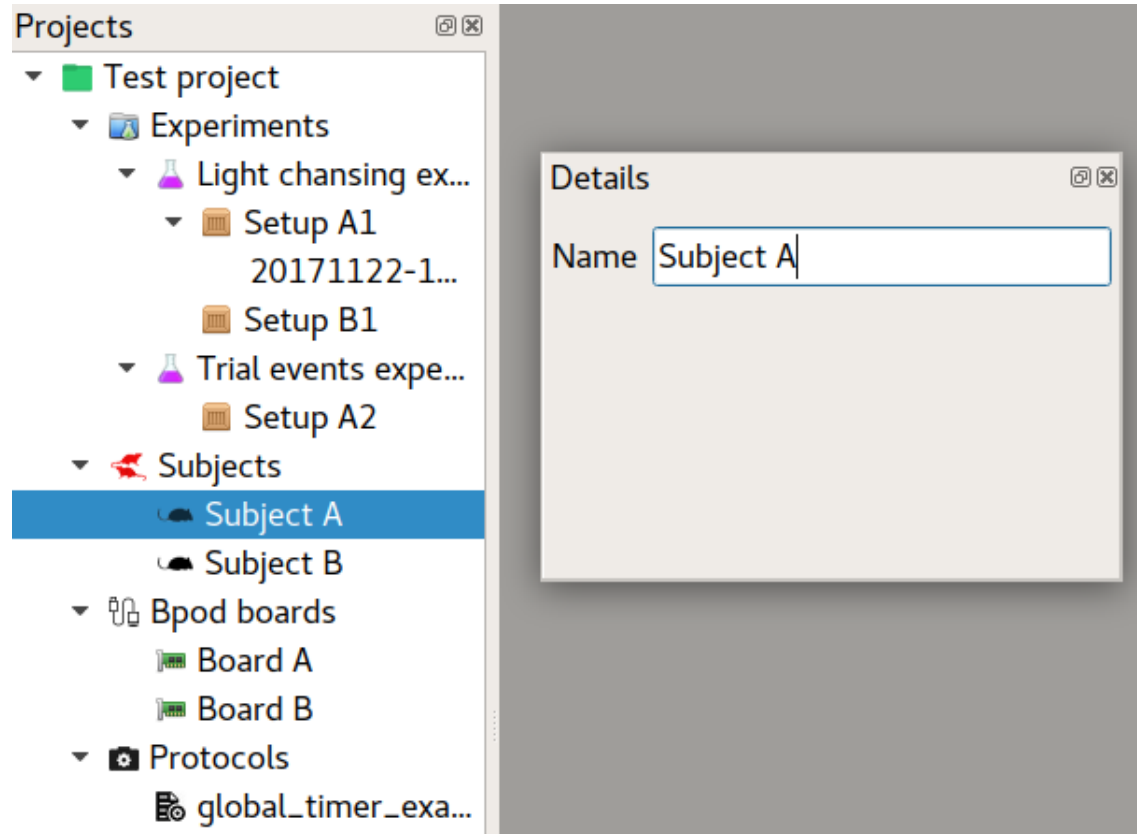 Projects
Test project
Experiments
Light chansing ex...
Setup A1
20171122-1...
Setup B1
Trial events expe...
Setup A2
Subjects
Subject A
Subject B
Bpod boards
Board A
Board B
Protocols
global_timer_exa...
Details
Name Subject A